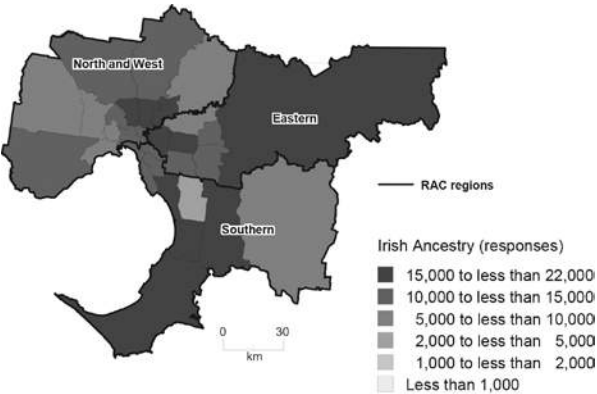 North and West
Eastern
Southern
0 30
km
RAC regions
Irish Ancestry (responses)
15,000 to less than 22,000
10,000 to less than 15,000
5,000 to less than 10,000
2,000 to less than 5,000
1,000 to less than 2,000
Less than 1,000